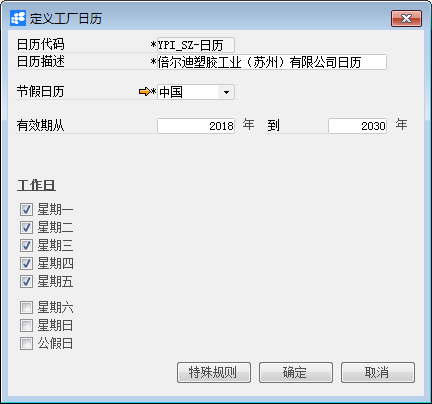 定义工厂日历
日历代码 *YPI_SZ-日历
日历描述 *倍尔迪塑胶工业（苏州）有限公司日历
节假日历 *中国
有效期从 2018 年 到 2030 年
工作日
星期一
星期二
星期三
星期四
星期五
星期六
星期日
公假日
特殊规则 确定 取消